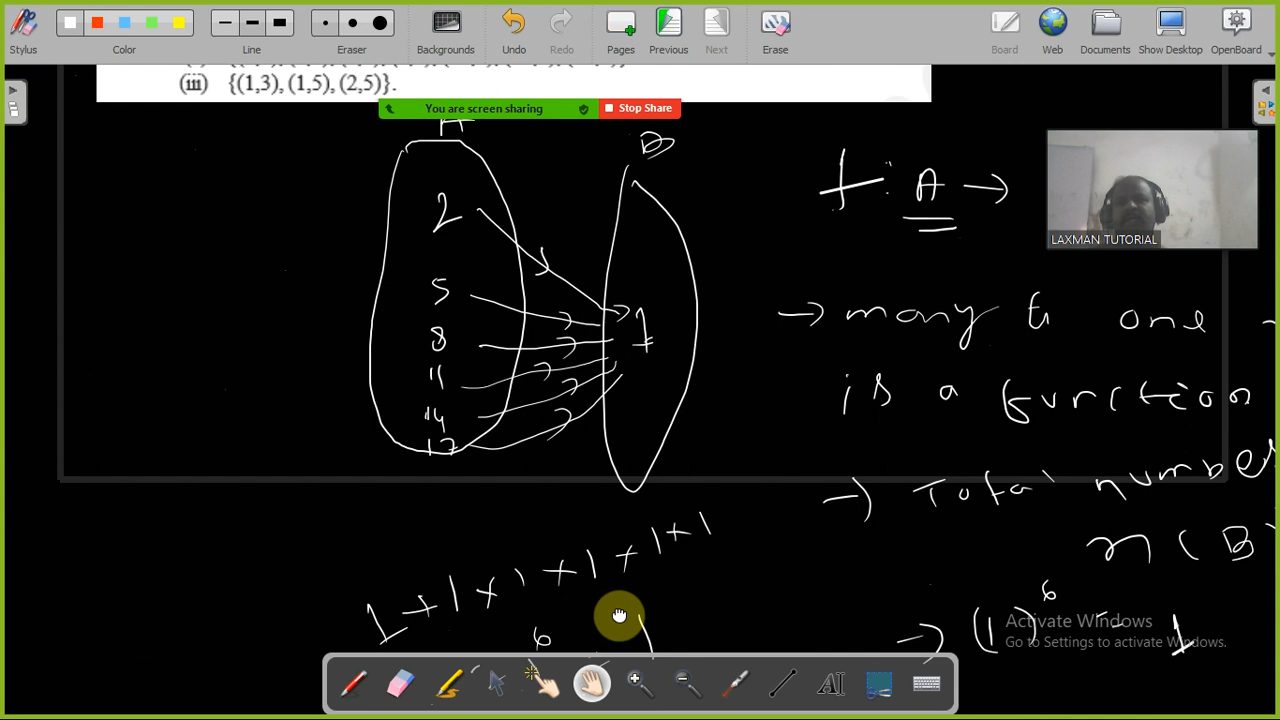 Stylus Color Line Eraser Backgrounds Undo Redo Pages Previous Next Erase Board Web Documents Show Desktop OpenBoard
(iii) {(1,3), (1,5), (2,5)}.
You are screen sharing Stop Share
A B
f: A →
LAXMAN TUTORIAL
2
5 1
8
11
14
17
→ many to one →
is a function
→ Total number
n(B)
1 + 1 + 1 + 1 + 1 + 1
6
→ (1)^6 = 1
Activate Windows
Go to Settings to activate Windows.
AI